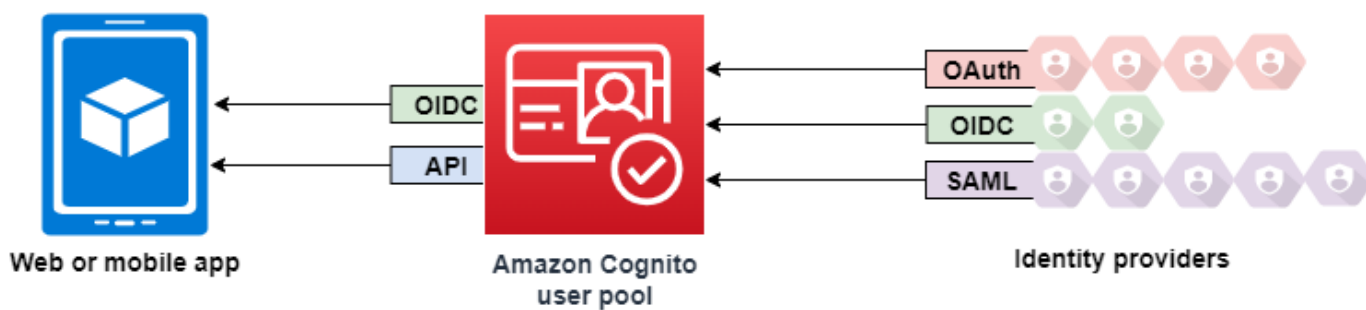 OAuth
OIDC
OIDC
API
SAML
Web or mobile app
Amazon Cognito
user pool
Identity providers